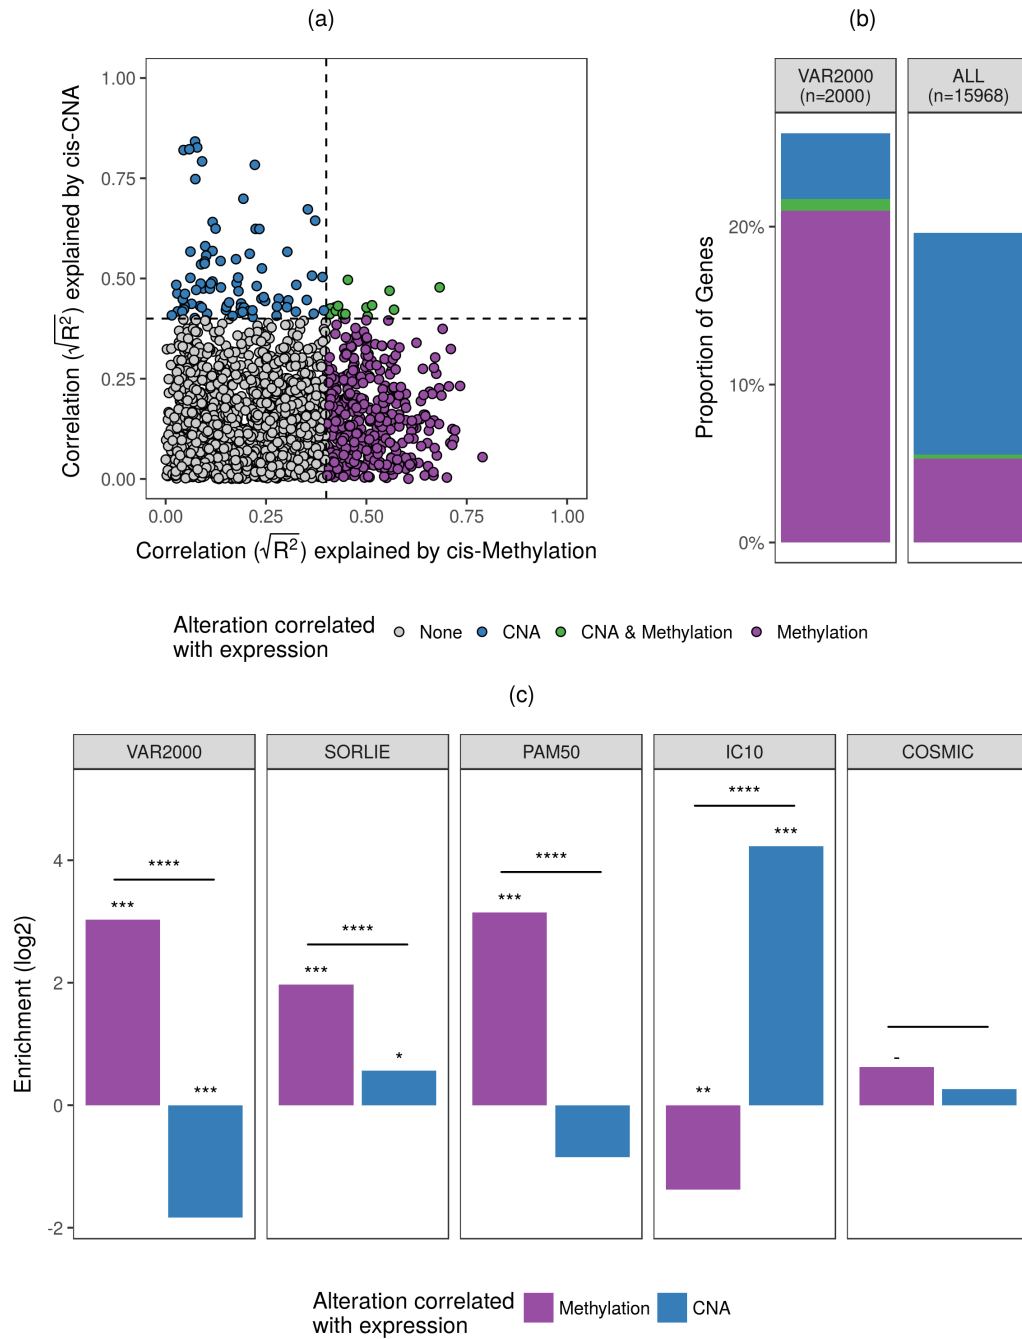 (a)
Correlation (√R²) explained by cis-CNA
1.00
0.75
0.50
0.25
0.00
0.00 0.25 0.50 0.75 1.00
Correlation (√R²) explained by cis-Methylation
(b)
VAR2000
(n=2000)
ALL
(n=15968)
Proportion of Genes
20%
10%
0%
Alteration correlated
with expression
None CNA CNA & Methylation Methylation
(c)
VAR2000 SORLIE PAM50 IC10 COSMIC
Enrichment (log2)
4
2
0
-2
**** *** ***
**** *** *
**** ***
**** ** ***
-
Alteration correlated
with expression
Methylation CNA